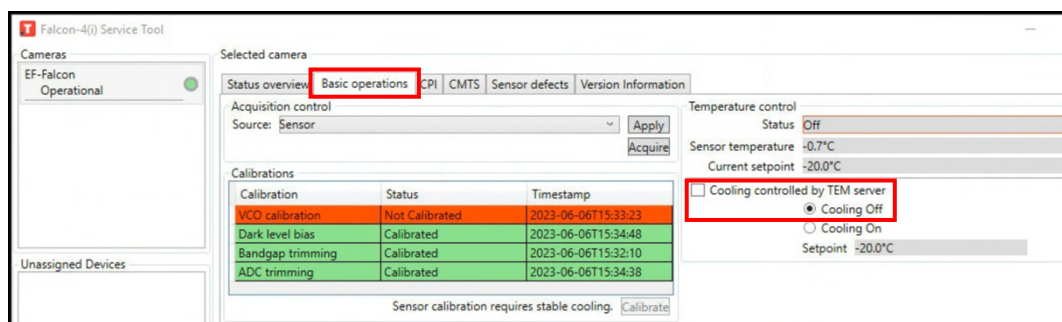 Falcon-4(i) Service Tool
Cameras
EF-Falcon
Operational
Unassigned Devices
Selected camera
Status overview Basic operations CPI CMTS Sensor defects Version Information
Acquisition control
Source: Sensor Apply
Acquire
Calibrations
Calibration Status Timestamp
VCO calibration Not Calibrated 2023-06-06T15:33:23
Dark level bias Calibrated 2023-06-06T15:34:48
Bandgap trimming Calibrated 2023-06-06T15:32:10
ADC trimming Calibrated 2023-06-06T15:34:38
Sensor calibration requires stable cooling. Calibrate
Temperature control
Status Off
Sensor temperature -0.7°C
Current setpoint -20.0°C
Cooling controlled by TEM server
Cooling Off
Cooling On
Setpoint -20.0°C